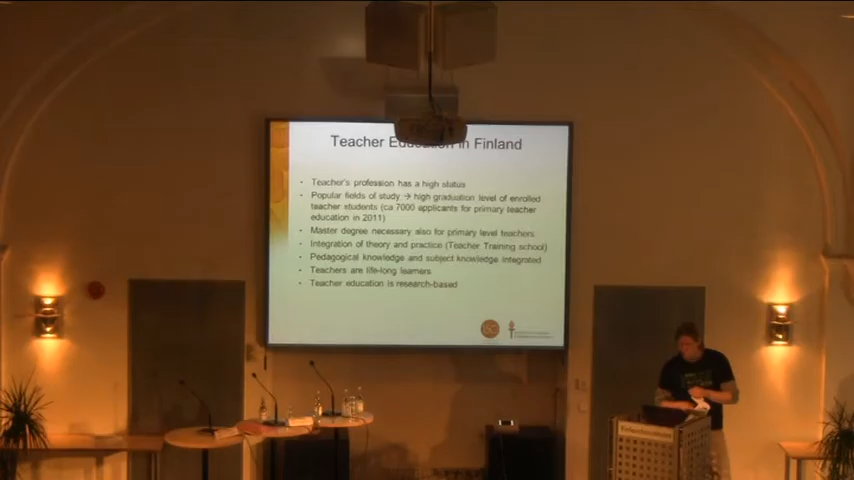 Teacher Education in Finland
• Teacher's profession has a high status
• Popular fields of study → high graduation level of enrolled
teacher students (ca 7000 applicants for primary teacher
education in 2011)
• Master degree necessary also for primary level teachers
• Integration of theory and practice (Teacher Training school)
• Pedagogical knowledge and subject knowledge integrated
• Teachers are life-long learners
• Teacher education is research-based